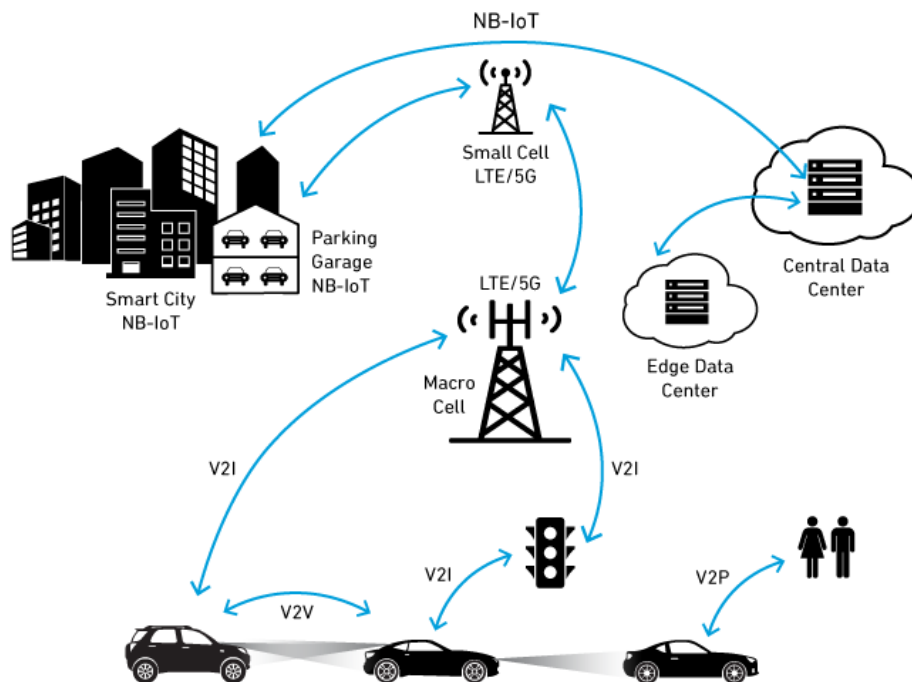 NB-IoT
Small Cell
LTE/5G
Parking
Garage
NB-IoT
Smart City
NB-IoT
Central Data
Center
LTE/5G
Edge Data
Center
Macro
Cell
V2I
V2I
V2I
V2P
V2V